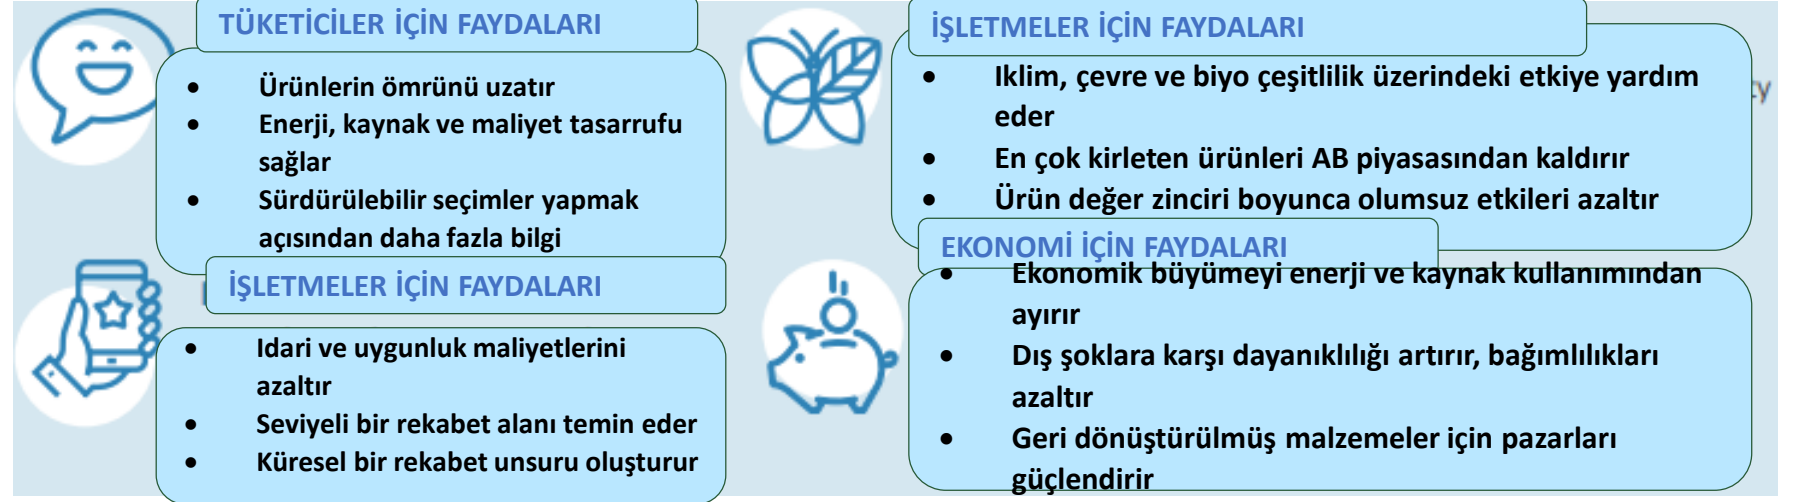 TÜKETİCİLER İÇİN FAYDALARI
• Ürünlerin ömrünü uzatır
• Enerji, kaynak ve maliyet tasarrufu
sağlar
• Sürdürülebilir seçimler yapmak
açısından daha fazla bilgi
İŞLETMELER İÇİN FAYDALARI
• Idari ve uygunluk maliyetlerini
azaltır
• Seviyeli bir rekabet alanı temin eder
• Küresel bir rekabet unsuru oluşturur
İŞLETMELER İÇİN FAYDALARI
• Iklim, çevre ve biyo çeşitlilik üzerindeki etkiye yardım
eder
• En çok kirleten ürünleri AB piyasasından kaldırır
• Ürün değer zinciri boyunca olumsuz etkileri azaltır
EKONOMİ İÇİN FAYDALARI
• Ekonomik büyümeyi enerji ve kaynak kullanımından
ayırır
• Dış şoklara karşı dayanıklılığı artırır, bağımlılıkları
azaltır
• Geri dönüştürülmüş malzemeler için pazarları
güçlendirir